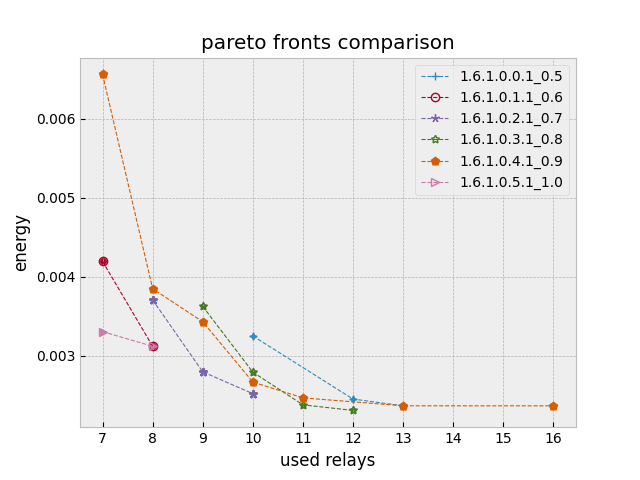 pareto fronts comparison
1.6.1.0.0.1_0.5
1.6.1.0.1.1_0.6
1.6.1.0.2.1_0.7
1.6.1.0.3.1_0.8
1.6.1.0.4.1_0.9
1.6.1.0.5.1_1.0
energy
0.006
0.005
0.004
0.003
7 8 9 10 11 12 13 14 15 16
used relays